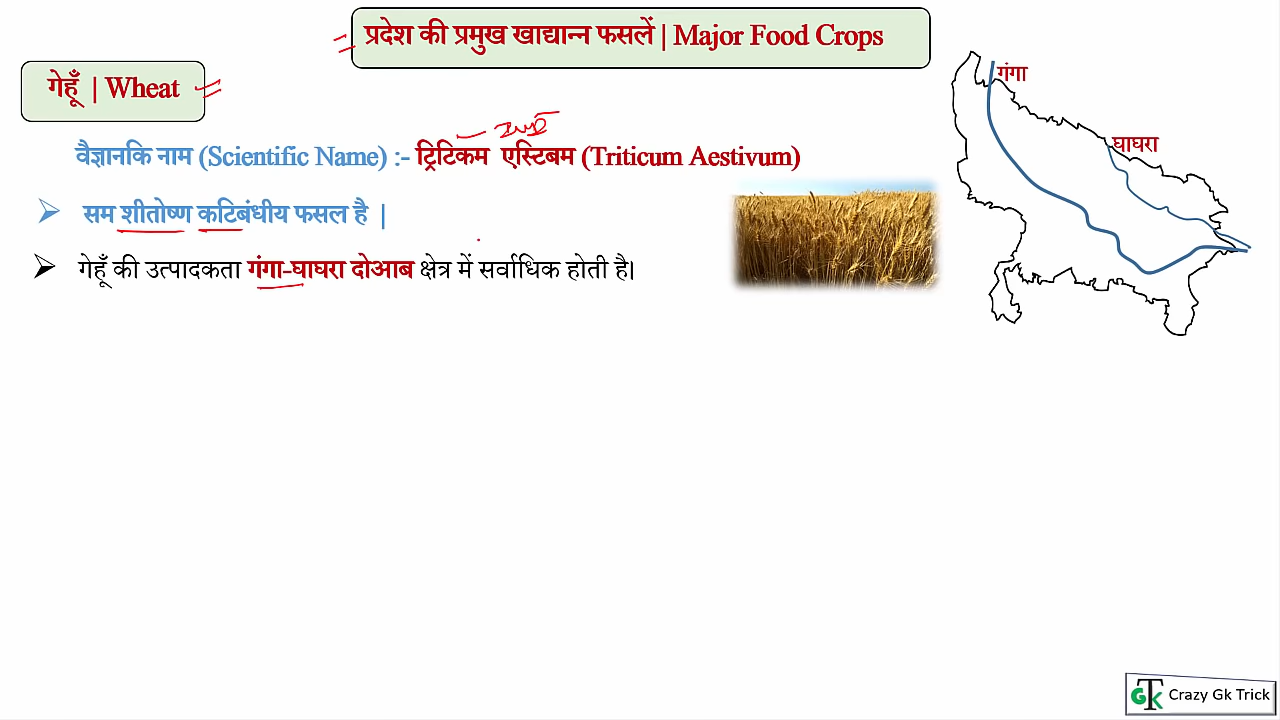 प्रदेश की प्रमुख खाद्यान्न फसलें | Major Food Crops
गेहूँ | Wheat
गंगा
घाघरा
वैज्ञानकि नाम (Scientific Name) :- ट्रिटिकम एस्टिबम (Triticum Aestivum)
सम शीतोष्ण कटिबंधीय फसल है |
गेहूँ की उत्पादकता गंगा-घाघरा दोआब क्षेत्र में सर्वाधिक होती है।
GTK Crazy Gk Trick